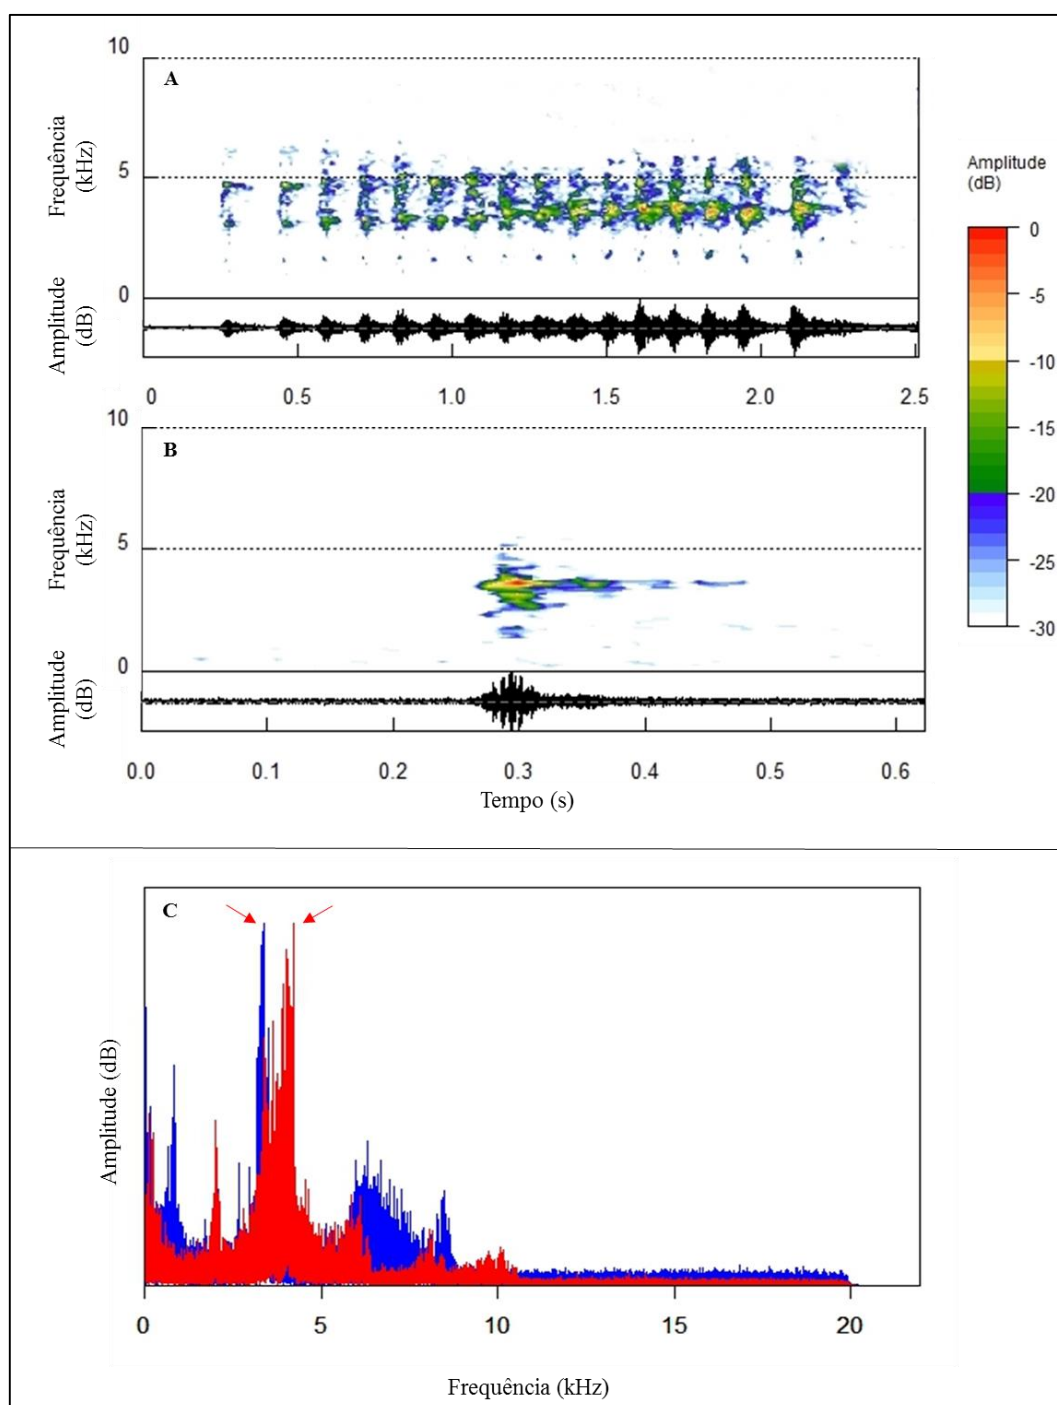 10
A
Frequência
(kHz)
5
0
Amplitude
(dB)
0 0.5 1.0 1.5 2.0 2.5
Amplitude
(dB)
0
-5
-10
-15
-20
-25
-30
10
B
Frequência
(kHz)
5
0
Amplitude
(dB)
0.0 0.1 0.2 0.3 0.4 0.5 0.6
Tempo (s)
C
Amplitude (dB)
0 5 10 15 20
Frequência (kHz)